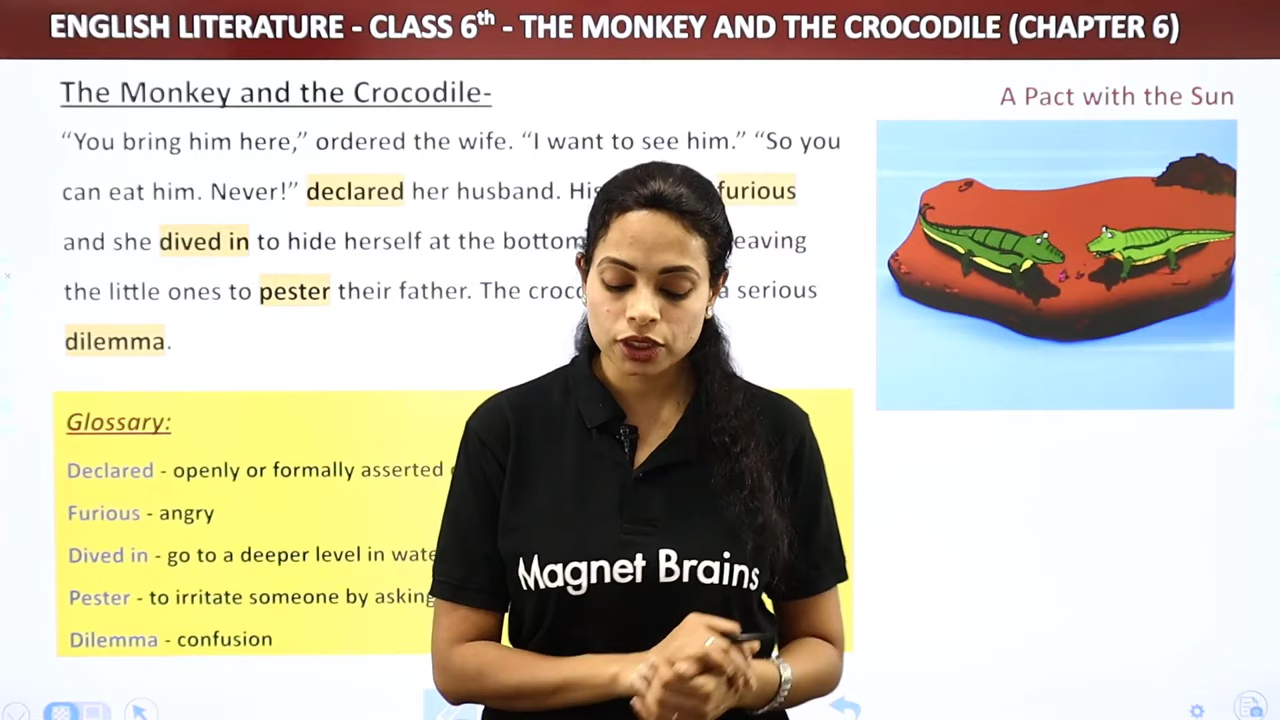 ENGLISH LITERATURE - CLASS 6th - THE MONKEY AND THE CROCODILE (CHAPTER 6)
The Monkey and the Crocodile-
A Pact with the Sun
“You bring him here,” ordered the wife. “I want to see him.” “So you
can eat him. Never!” declared her husband. His furious
and she dived in to hide herself at the bottom eaving
the little ones to pester their father. The croc a serious
dilemma.
Glossary:
Declared - openly or formally asserted
Furious - angry
Dived in - go to a deeper level in wate
Pester - to irritate someone by asking
Dilemma - confusion
Magnet Brains